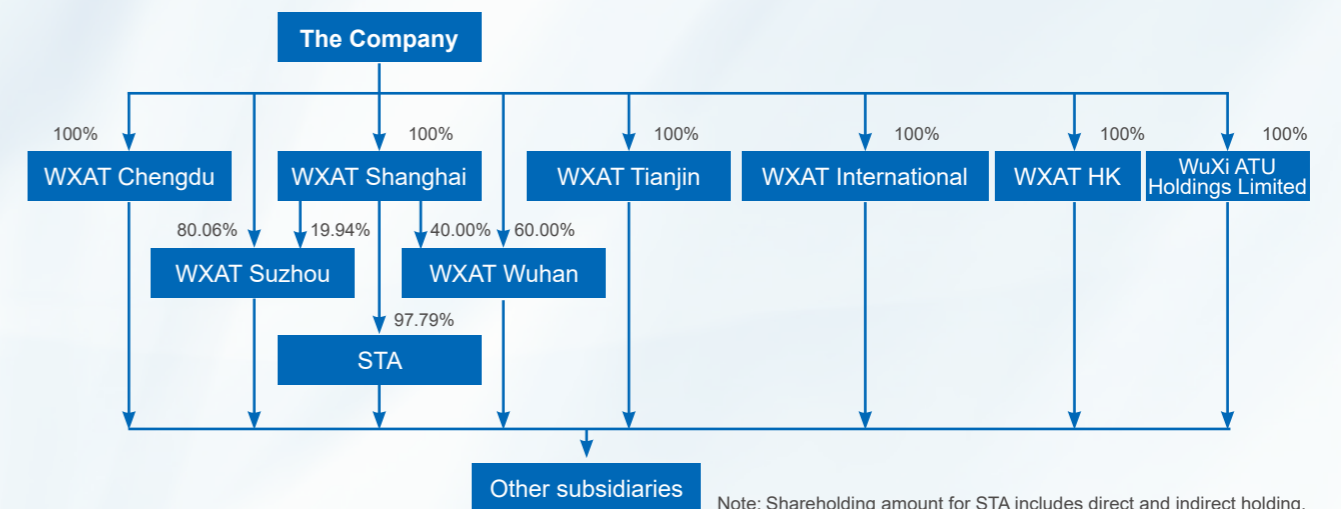 The Company
100%
100%
100%
100%
100%
100%
WXAT Chengdu
WXAT Shanghai
WXAT Tianjin
WXAT International
WXAT HK
WuXi ATU
Holdings Limited
80.06%
19.94%
40.00%
60.00%
WXAT Suzhou
WXAT Wuhan
97.79%
STA
Other subsidiaries
Note: Shareholding amount for STA includes direct and indirect holding.